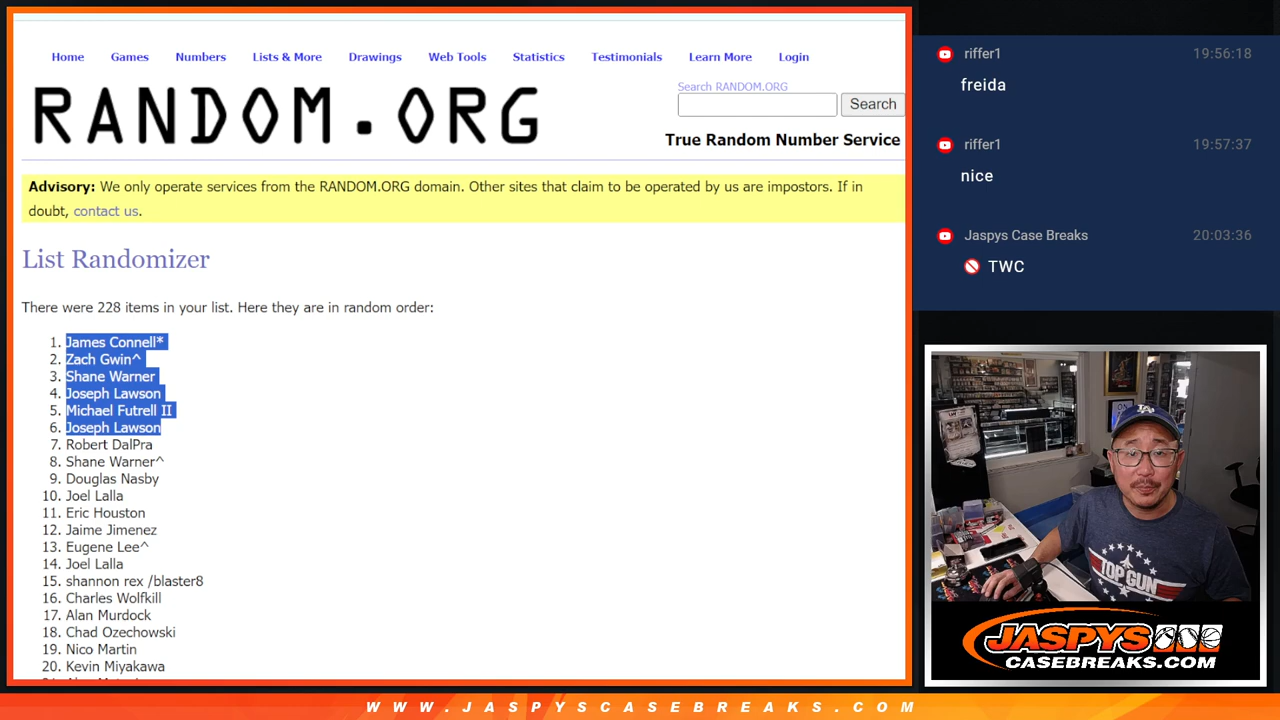 Home Games Numbers Lists & More Drawings Web Tools Statistics Testimonials Learn More Login
RANDOM.ORG
Search RANDOM.ORG
Search
True Random Number Service
Advisory: We only operate services from the RANDOM.ORG domain. Other sites that claim to be operated by us are impostors. If in
doubt, contact us.
List Randomizer
There were 228 items in your list. Here they are in random order:
1. James Connell*
2. Zach Gwin^
3. Shane Warner
4. Joseph Lawson
5. Michael Futrell II
6. Joseph Lawson
7. Robert DalPra
8. Shane Warner^
9. Douglas Nasby
10. Joel Lalla
11. Eric Houston
12. Jaime Jimenez
13. Eugene Lee^
14. Joel Lalla
15. shannon rex /blaster8
16. Charles Wolfkill
17. Alan Murdock
18. Chad Ozechowski
19. Nico Martin
20. Kevin Miyakawa
riffer1 19:56:18
freida
riffer1 19:57:37
nice
Jaspys Case Breaks 20:03:36
🚫 TWC
LA
TOP GUN
JASPYS
CASEBREAKS.COM
WWW.JASPYSCASEBREAKS.COM